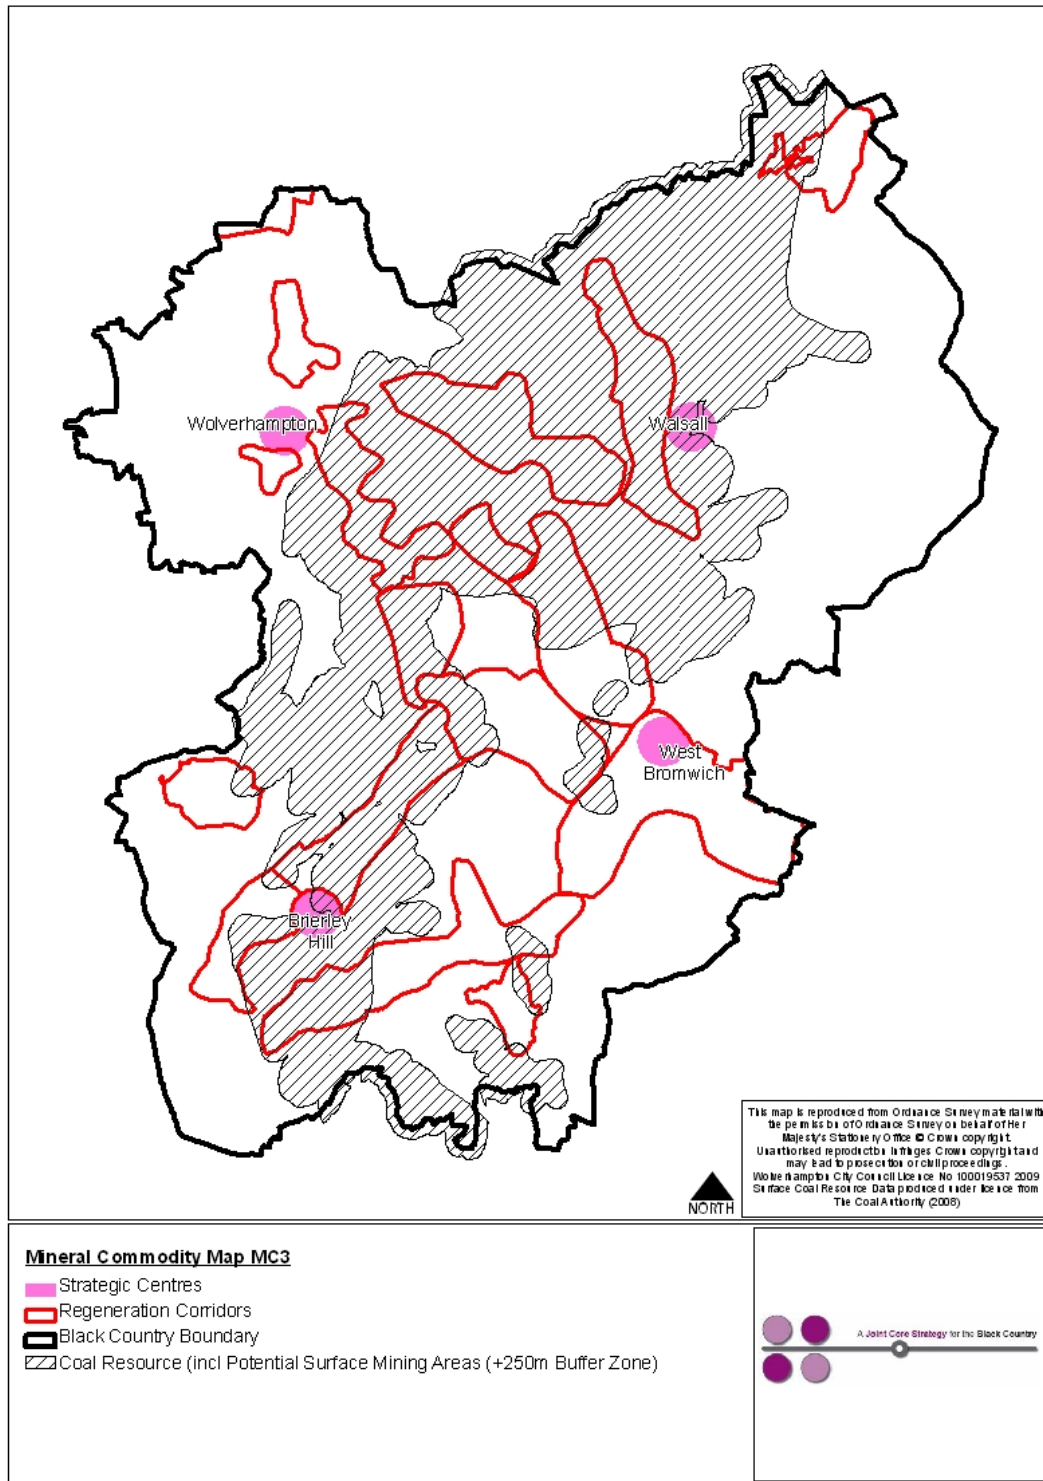 Wolverhampton
Walsall
West
Bromwich
Brierley
Hill
This map is reproduced from Ordnance Survey material with
the permission of Ordnance Survey on behalf of Her
Majesty's Stationery Office © Crown copyright.
Unauthorised reproduction infringes Crown copyright and
may lead to prosecution or civil proceedings.
Wolverhampton City Council Licence No 100019537 2009
Surface Coal Resource Data produced under licence from
The Coal Authority (2008)
NORTH
Mineral Commodity Map MC3
Strategic Centres
Regeneration Corridors
Black Country Boundary
Coal Resource (incl Potential Surface Mining Areas (+250m Buffer Zone)
A Joint Core Strategy for the Black Country